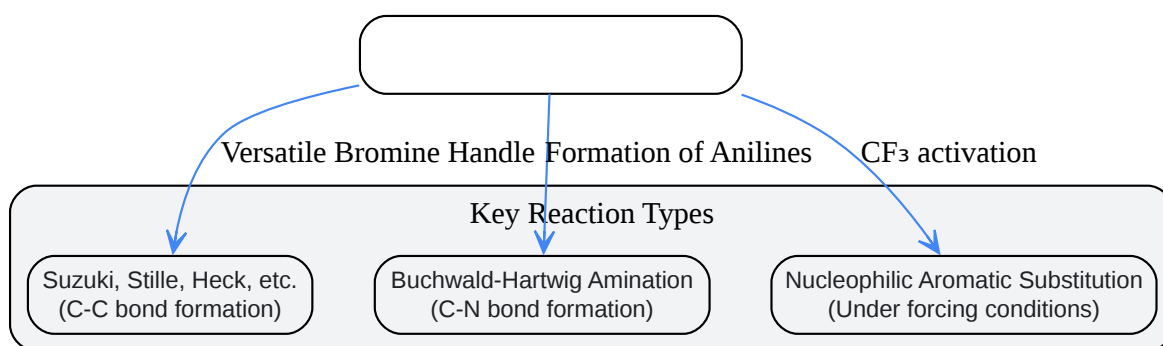 Versatile Bromine Handle
Formation of Anilines
CF₃ activation
Key Reaction Types
Suzuki, Stille, Heck, etc.
(C-C bond formation)
Buchwald-Hartwig Amination
(C-N bond formation)
Nucleophilic Aromatic Substitution
(Under forcing conditions)